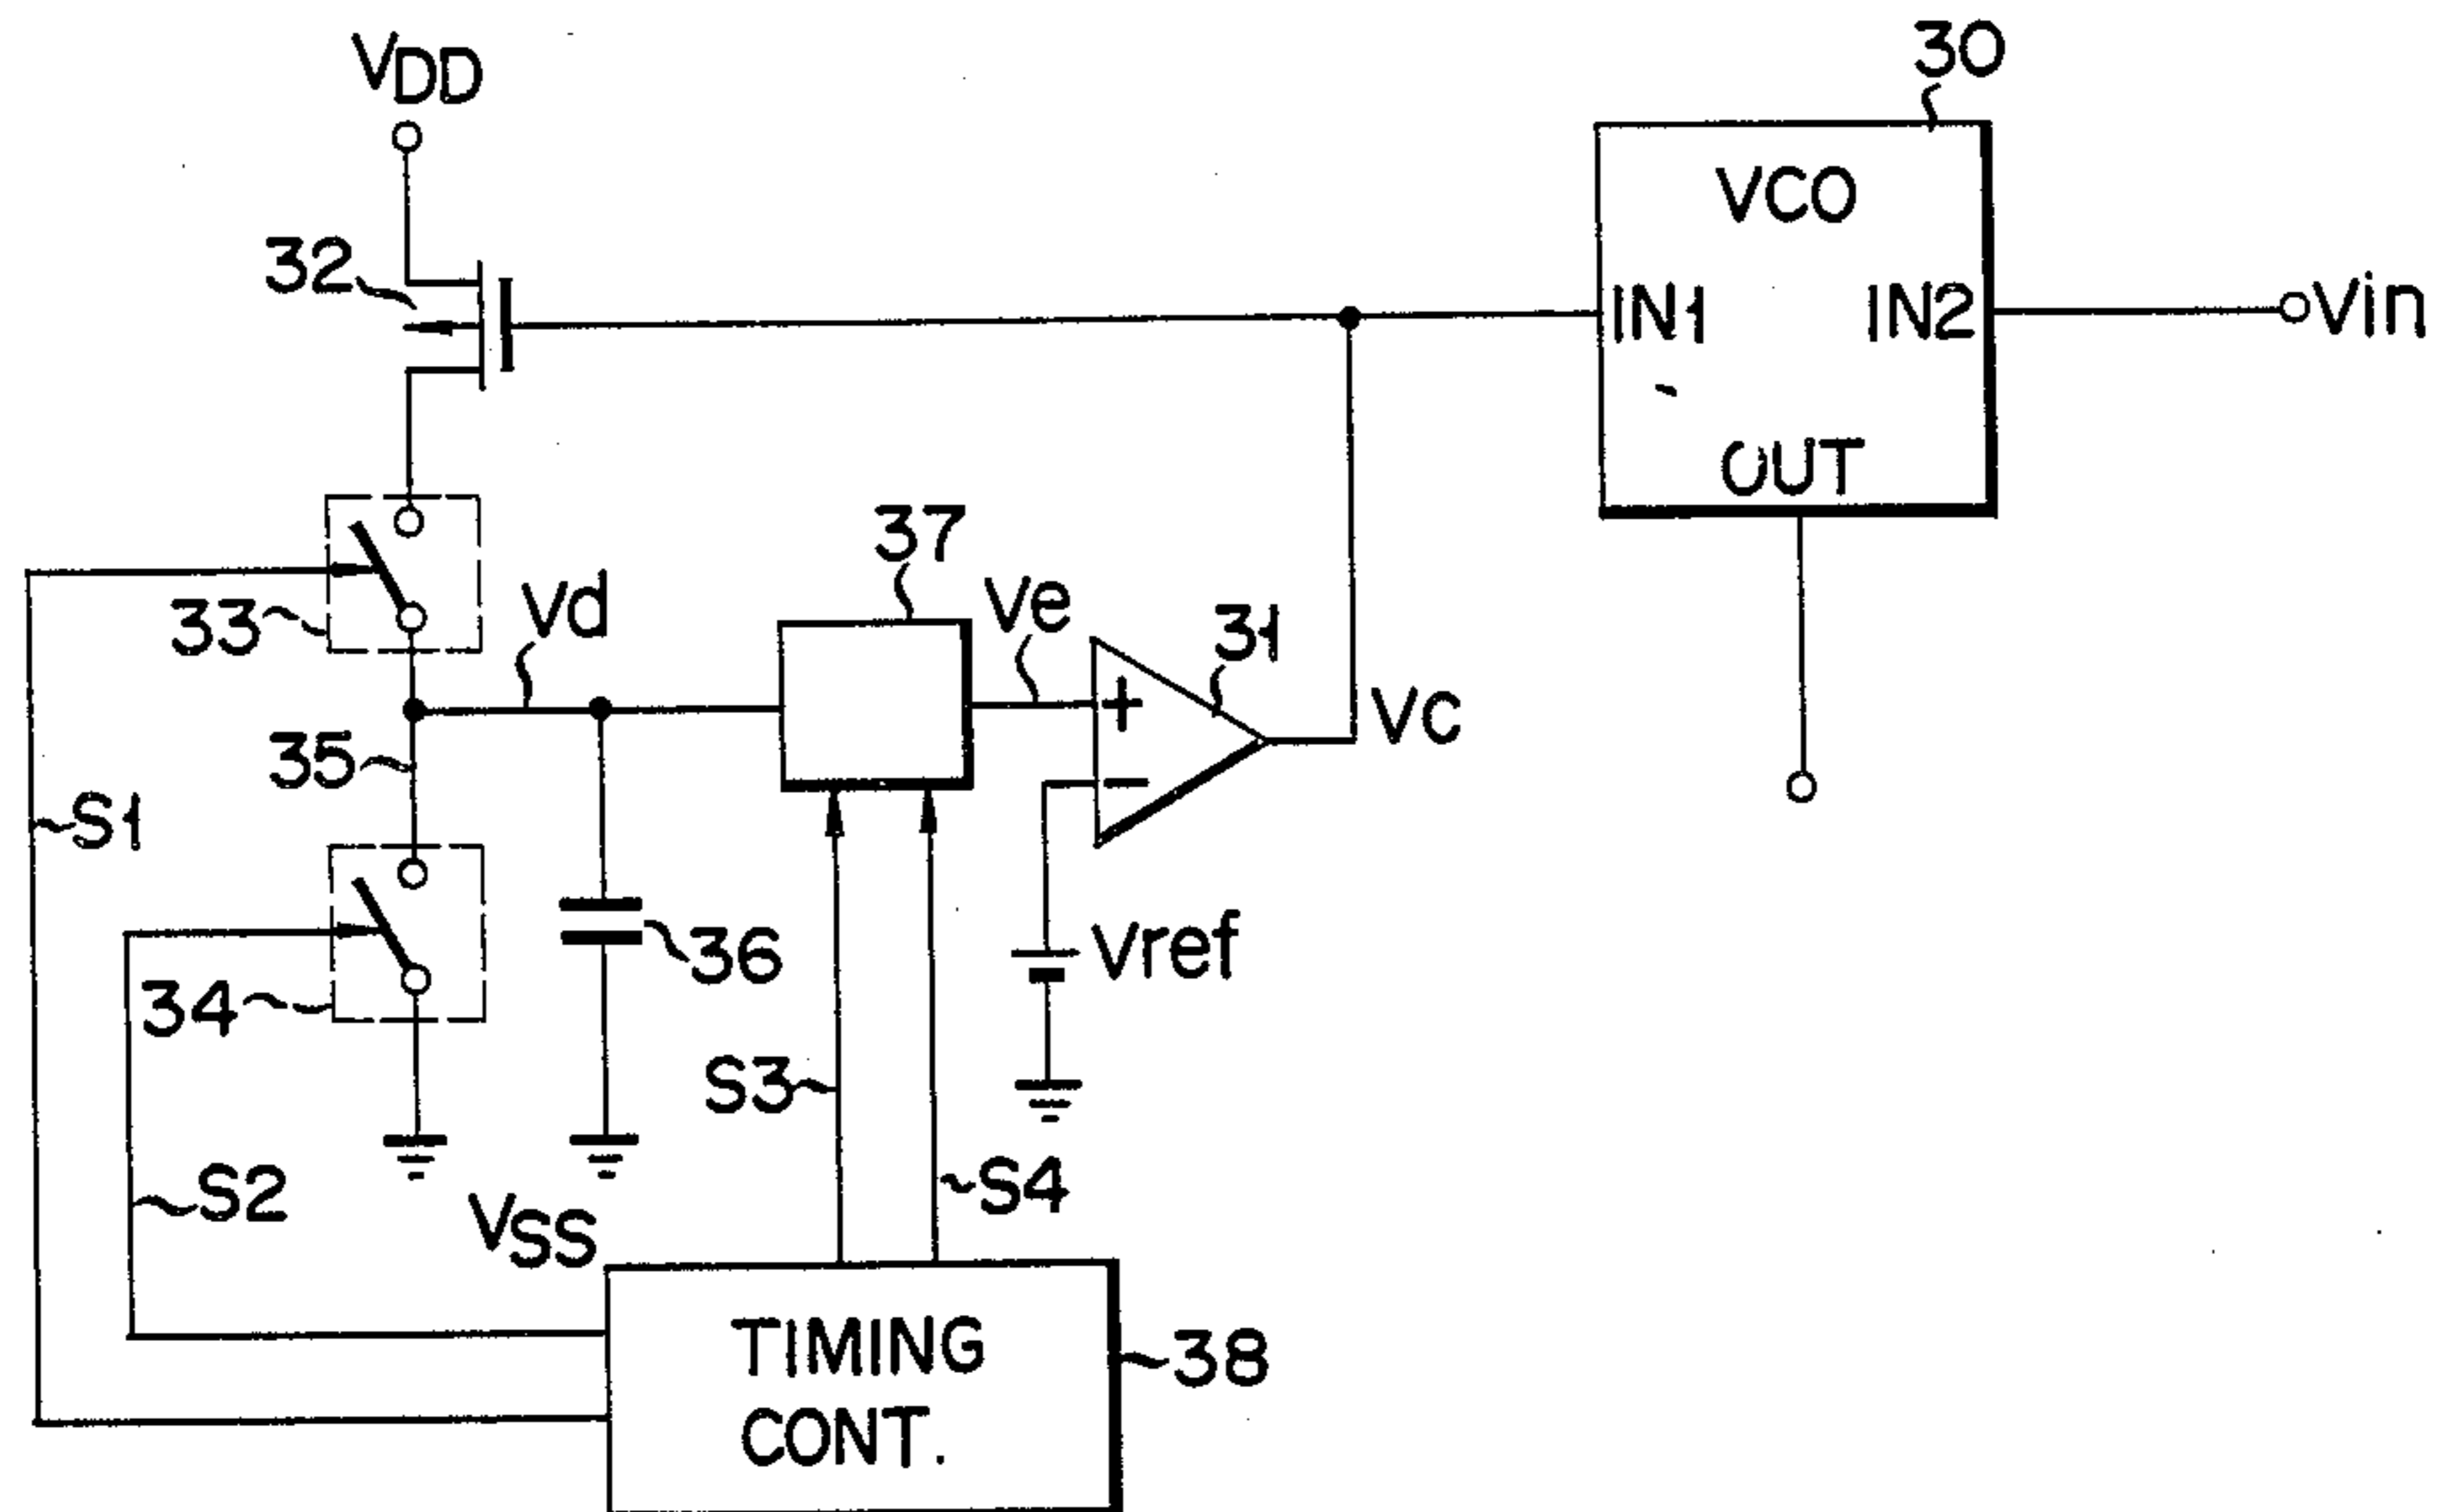 VDD
30
VCO
32
IN1
IN2
Vin
OUT
37
33
Vd
Ve
31
Vc
35
S1
36
Vref
34
S3
S4
S2
VSS
TIMING
CONT.
38